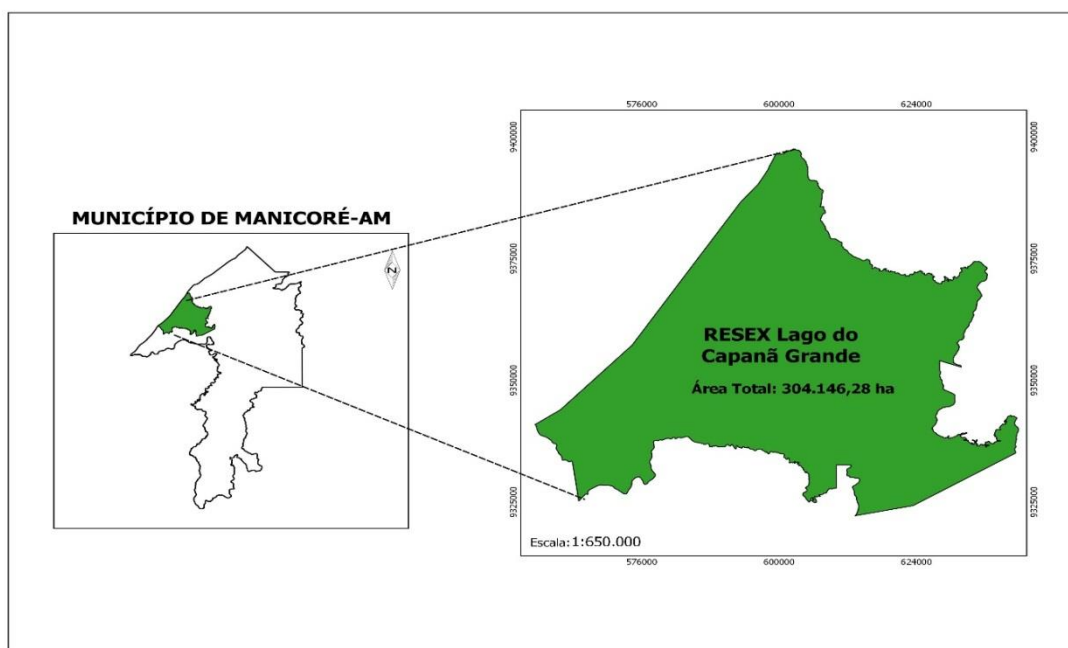 MUNICÍPIO DE MANICORÉ-AM
N
576000 600000 624000
9400000
9375000
9350000
9325000
RESEX Lago do
Capanã Grande
Área Total: 304.146,28 ha
9400000
9375000
9350000
9325000
Escala: 1:650.000
576000 600000 624000